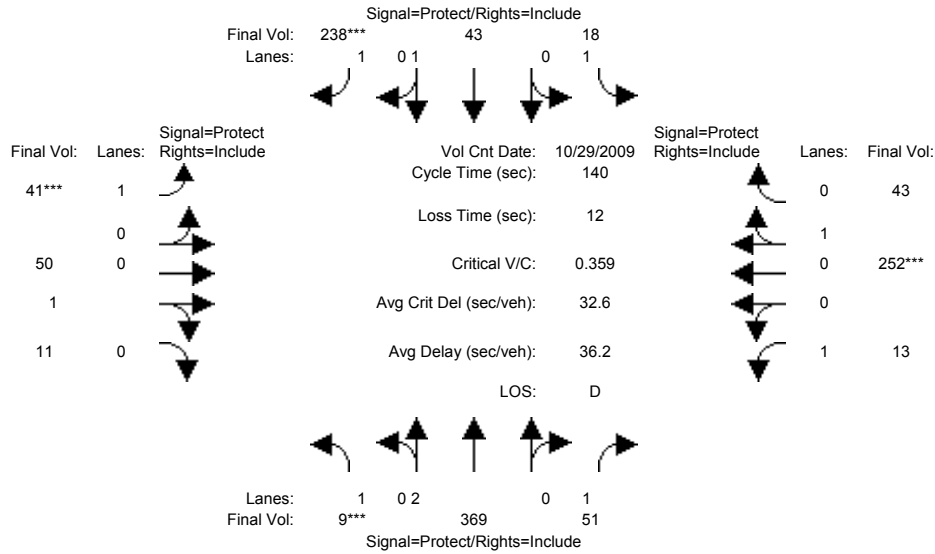 Signal=Protect/Rights=Include
Final Vol: 238*** 43 18
Lanes: 1 0 1 0 1
Signal=Protect
Final Vol: Lanes: Rights=Include
Vol Cnt Date: 10/29/2009
Signal=Protect
Rights=Include Lanes: Final Vol:
Cycle Time (sec): 140
41*** 1
0 43
Loss Time (sec): 12
0
1
50 0
Critical V/C: 0.359
0 252***
1 0
Avg Crit Del (sec/veh): 32.6
0
11 0
Avg Delay (sec/veh): 36.2
1 13
LOS: D
Lanes: 1 0 2 0 1
Final Vol: 9*** 369 51
Signal=Protect/Rights=Include